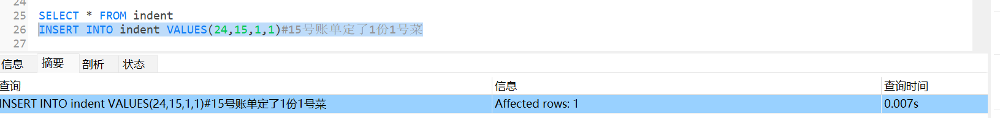 24
25 SELECT * FROM indent
26 INSERT INTO indent VALUES(24,15,1,1)#15号账单定了1份1号菜
27
信息 摘要 剖析 状态
查询 信息 查询时间
INSERT INTO indent VALUES(24,15,1,1)#15号账单定了1份1号菜 Affected rows: 1 0.007s